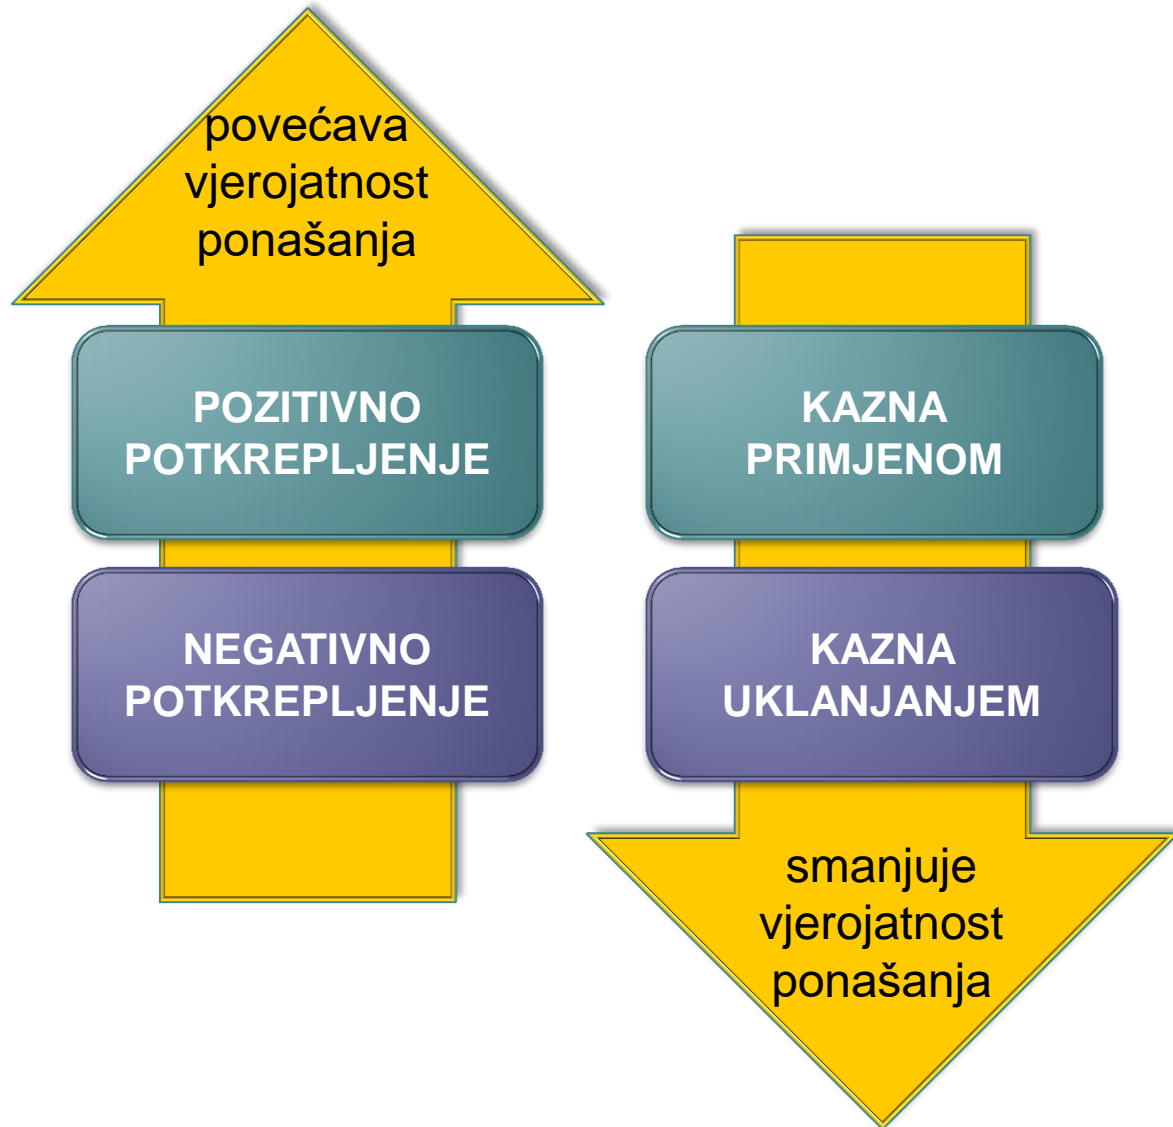 povećava
vjerojatnost
ponašanja
POZITIVNO
POTKREPLJENJE
NEGATIVNO
POTKREPLJENJE
KAZNA
PRIMJENOM
KAZNA
UKLANJANJEM
smanjuje
vjerojatnost
ponašanja